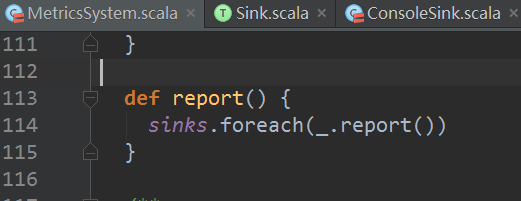 MetricsSystem.scala × Sink.scala × ConsoleSink.scala ×
111 }
112
113 def report() {
114 sinks.foreach(_.report())
115 }
116